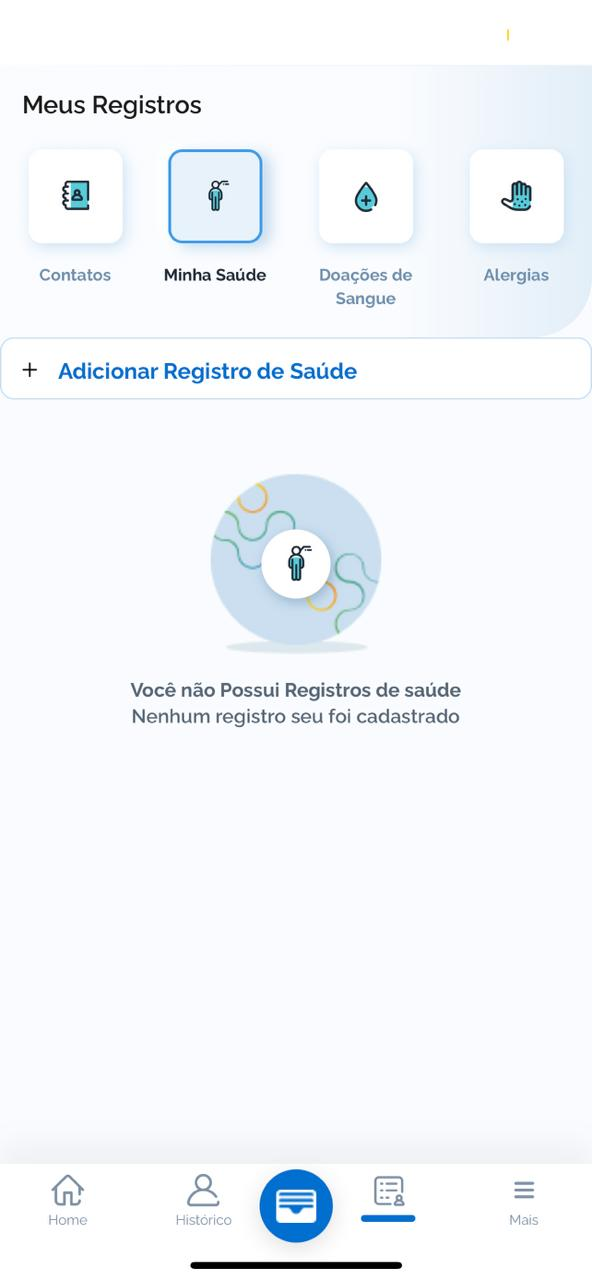 Meus Registros
Contatos
Minha Saúde
Doações de
Sangue
Alergias
+ Adicionar Registro de Saúde
Você não Possui Registros de saúde
Nenhum registro seu foi cadastrado
Home
Histórico
Mais